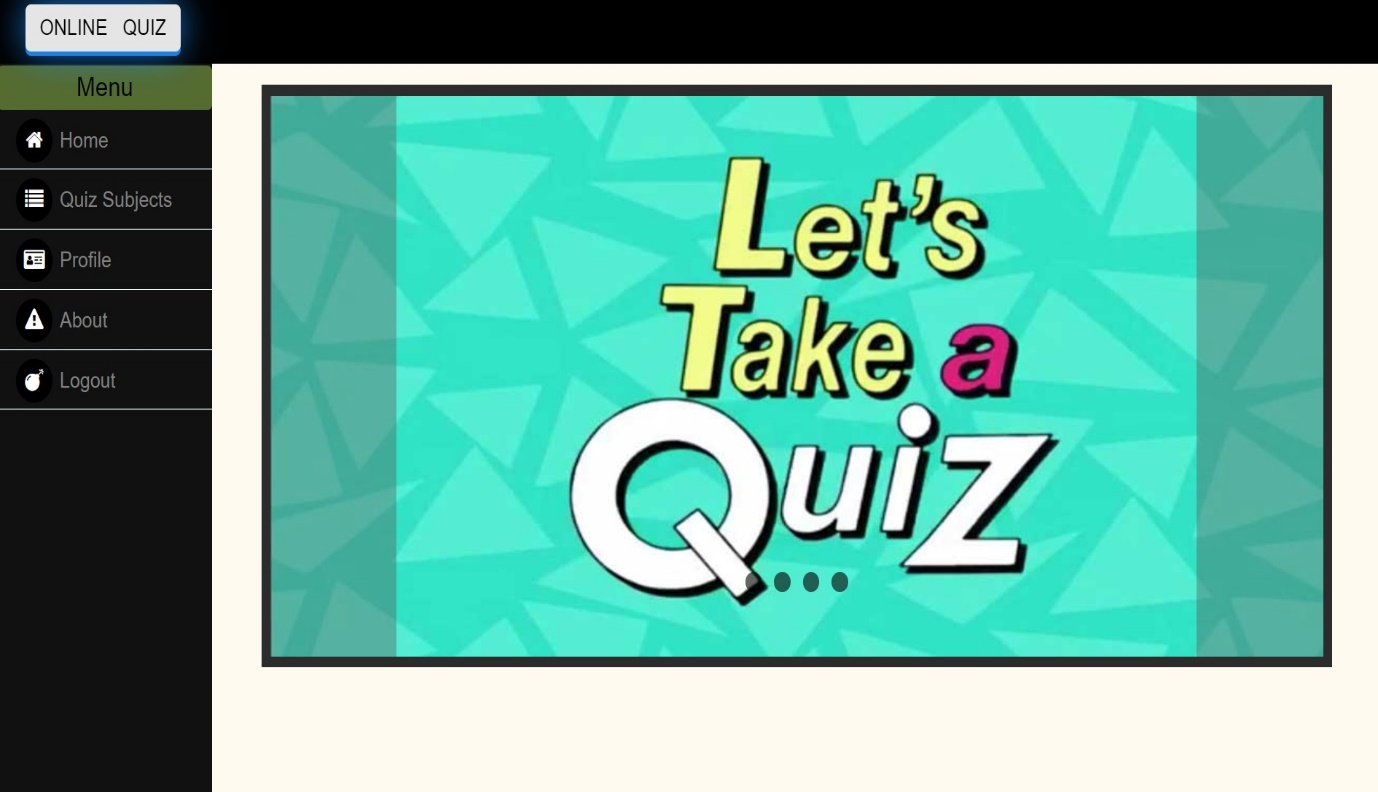 ONLINE QUIZ
Menu
Home
Quiz Subjects
Profile
About
Logout
Let's
Take a
Quiz